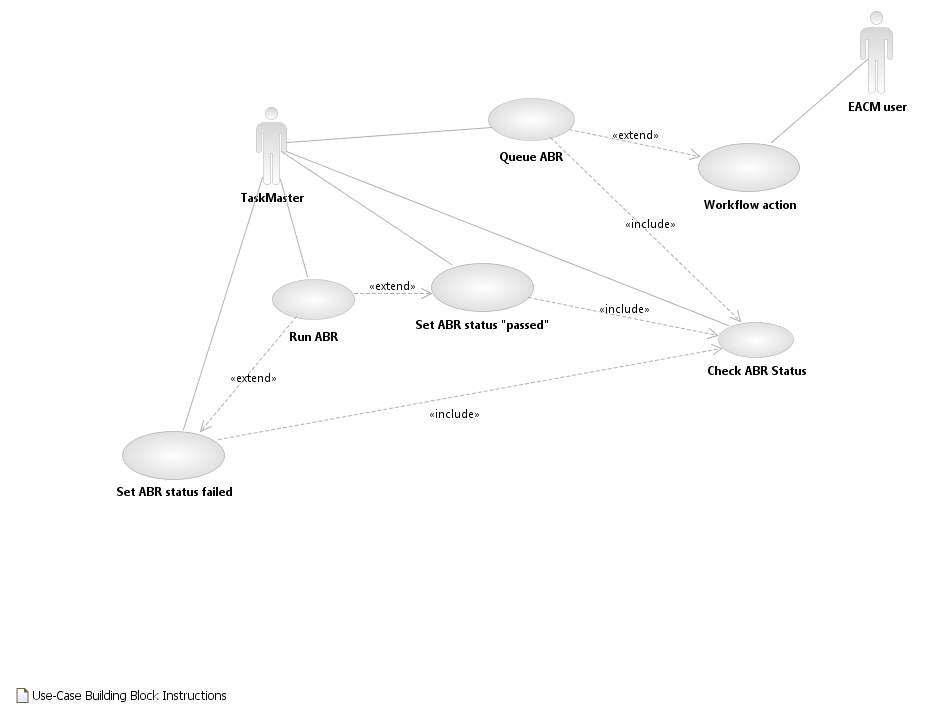 EACM user
«extend»
Queue ABR
TaskMaster
Workflow action
«include»
«extend»
«include»
Set ABR status "passed"
Run ABR
Check ABR Status
«extend»
«include»
Set ABR status failed
Use-Case Building Block Instructions